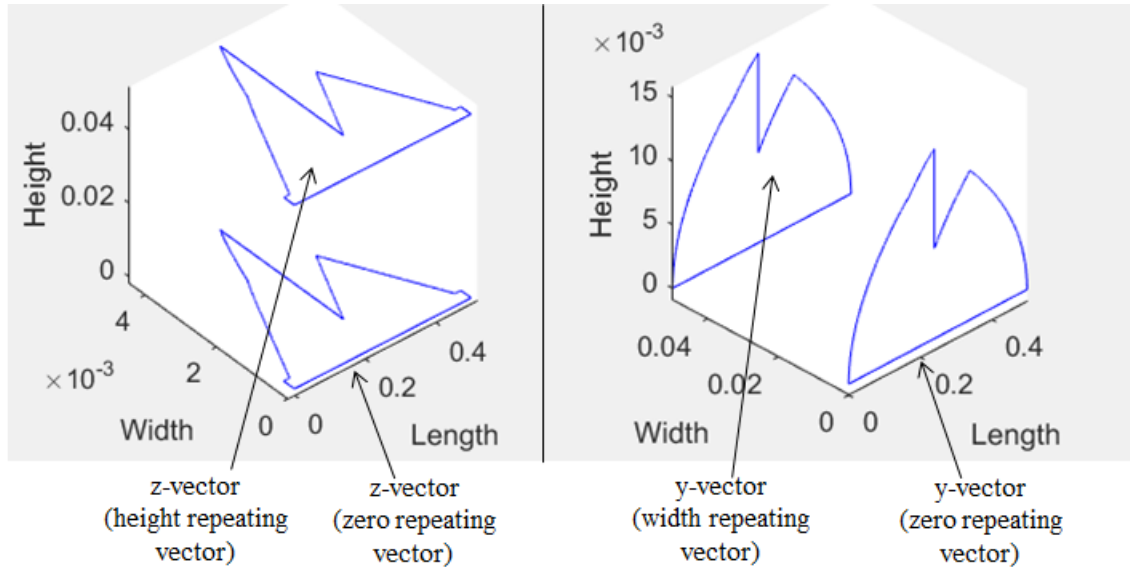 Height
0.04
0.02
0
4
2
0
×10⁻³
Width
0
0.2
0.4
Length
×10⁻³
Height
15
10
5
0
0.04
0.02
0
Width
0
0.2
0.4
Length
z-vector
(height repeating
vector)
z-vector
(zero repeating
vector)
y-vector
(width repeating
vector)
y-vector
(zero repeating
vector)